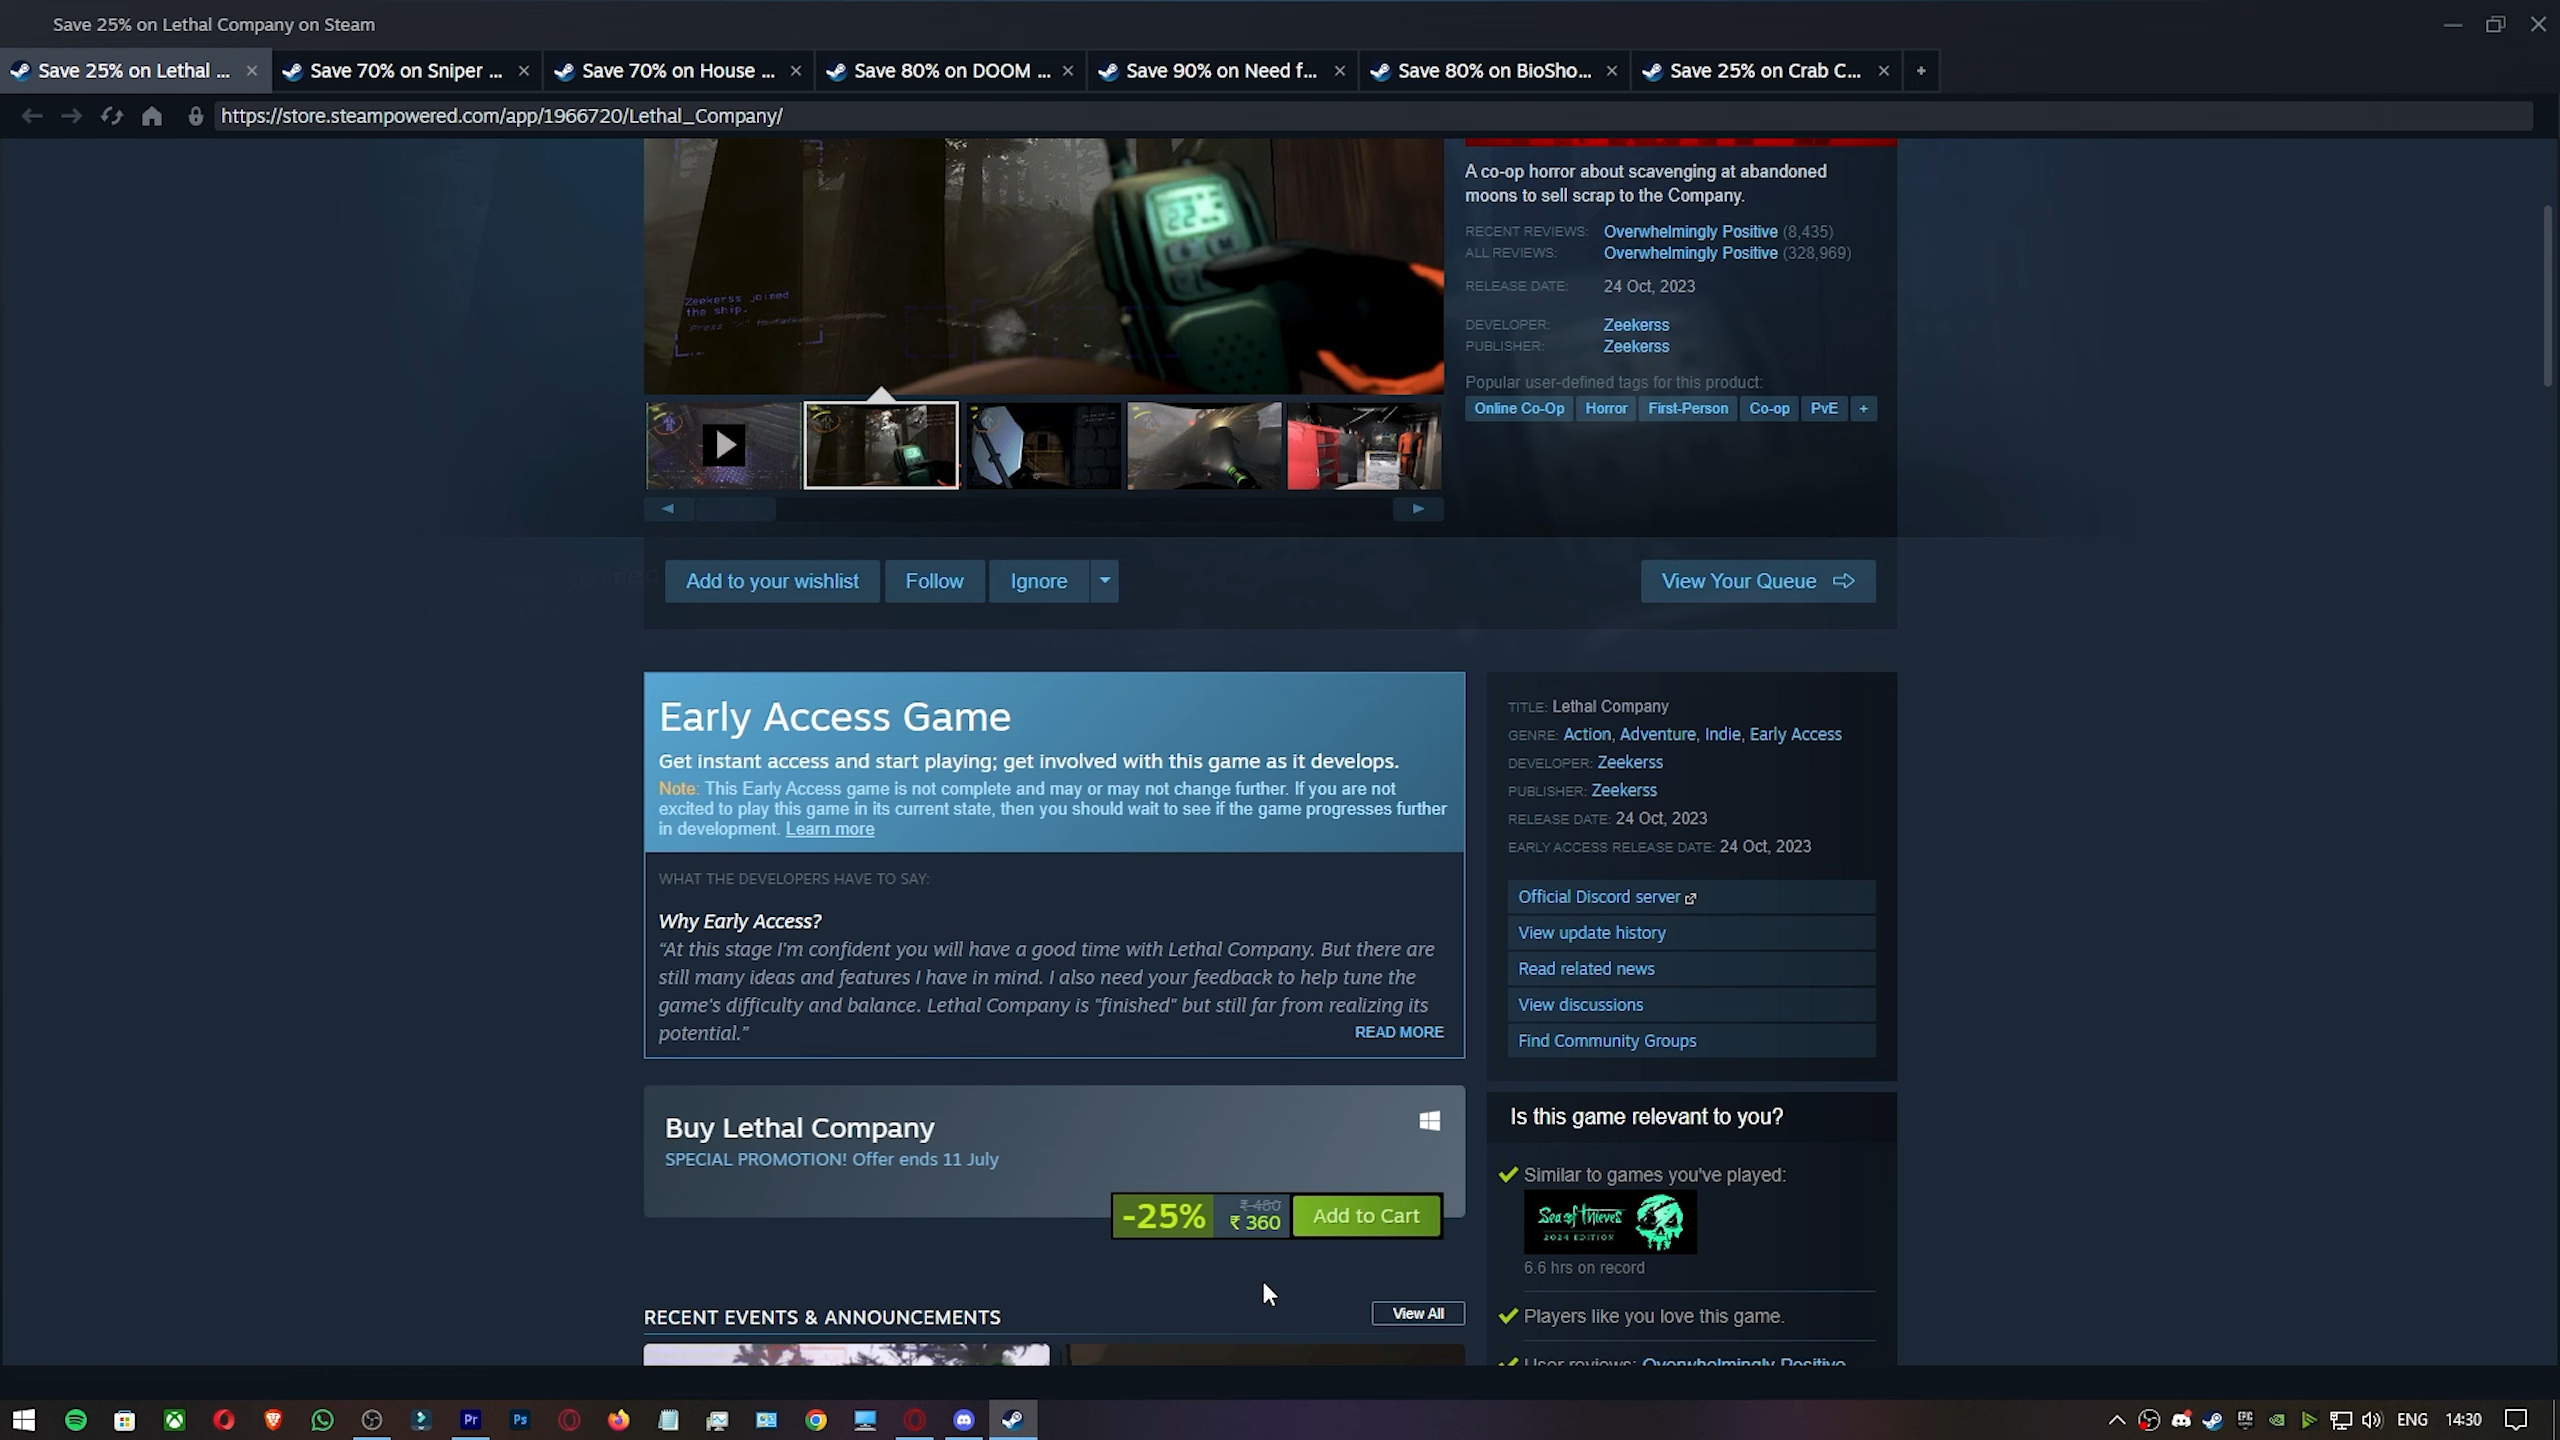 Save 25% on Lethal Company on Steam
Save 25% on Lethal ...
Save 70% on Sniper ...
Save 70% on House ...
Save 80% on DOOM ...
Save 90% on Need f...
Save 80% on BioSho...
Save 25% on Crab C...
https://store.steampowered.com/app/1966720/Lethal_Company/
Zeekerss joined
the ship.
A co-op horror about scavenging at abandoned
moons to sell scrap to the Company.
RECENT REVIEWS: Overwhelmingly Positive (8,435)
ALL REVIEWS: Overwhelmingly Positive (328,969)
RELEASE DATE: 24 Oct, 2023
DEVELOPER: Zeekerss
PUBLISHER: Zeekerss
Popular user-defined tags for this product:
Online Co-Op Horror First-Person Co-op PvE +
Add to your wishlist Follow Ignore View Your Queue
Early Access Game
Get instant access and start playing; get involved with this game as it develops.
Note: This Early Access game is not complete and may or may not change further. If you are not
excited to play this game in its current state, then you should wait to see if the game progresses further
in development. Learn more
WHAT THE DEVELOPERS HAVE TO SAY:
Why Early Access?
“At this stage I'm confident you will have a good time with Lethal Company. But there are
still many ideas and features I have in mind. I also need your feedback to help tune the
game's difficulty and balance. Lethal Company is "finished" but still far from realizing its
potential.”
READ MORE
TITLE: Lethal Company
GENRE: Action, Adventure, Indie, Early Access
DEVELOPER: Zeekerss
PUBLISHER: Zeekerss
RELEASE DATE: 24 Oct, 2023
EARLY ACCESS RELEASE DATE: 24 Oct, 2023
Official Discord server
View update history
Read related news
View discussions
Find Community Groups
Buy Lethal Company
SPECIAL PROMOTION! Offer ends 11 July
-25%
₹ 480
₹ 360
Add to Cart
Is this game relevant to you?
Similar to games you've played:
Sea of Thieves
2024 EDITION
6.6 hrs on record
Players like you love this game.
User reviews: Overwhelmingly Positive
RECENT EVENTS & ANNOUNCEMENTS
View All
Pr
Ps
ENG
14:30